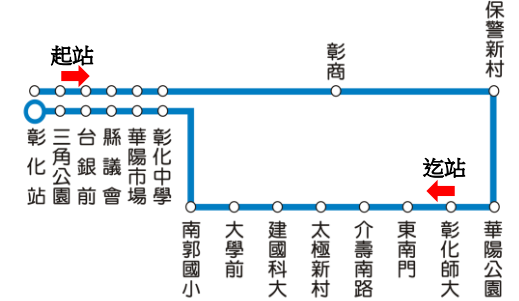 起站
彰商
保警新村
彰化站
三角公園
台銀前
縣議會
華陽市場
彰化中學
迄站
南郭國小
大學前
建國科大
太極新村
介壽南路
東南門
彰化師大
華陽公園